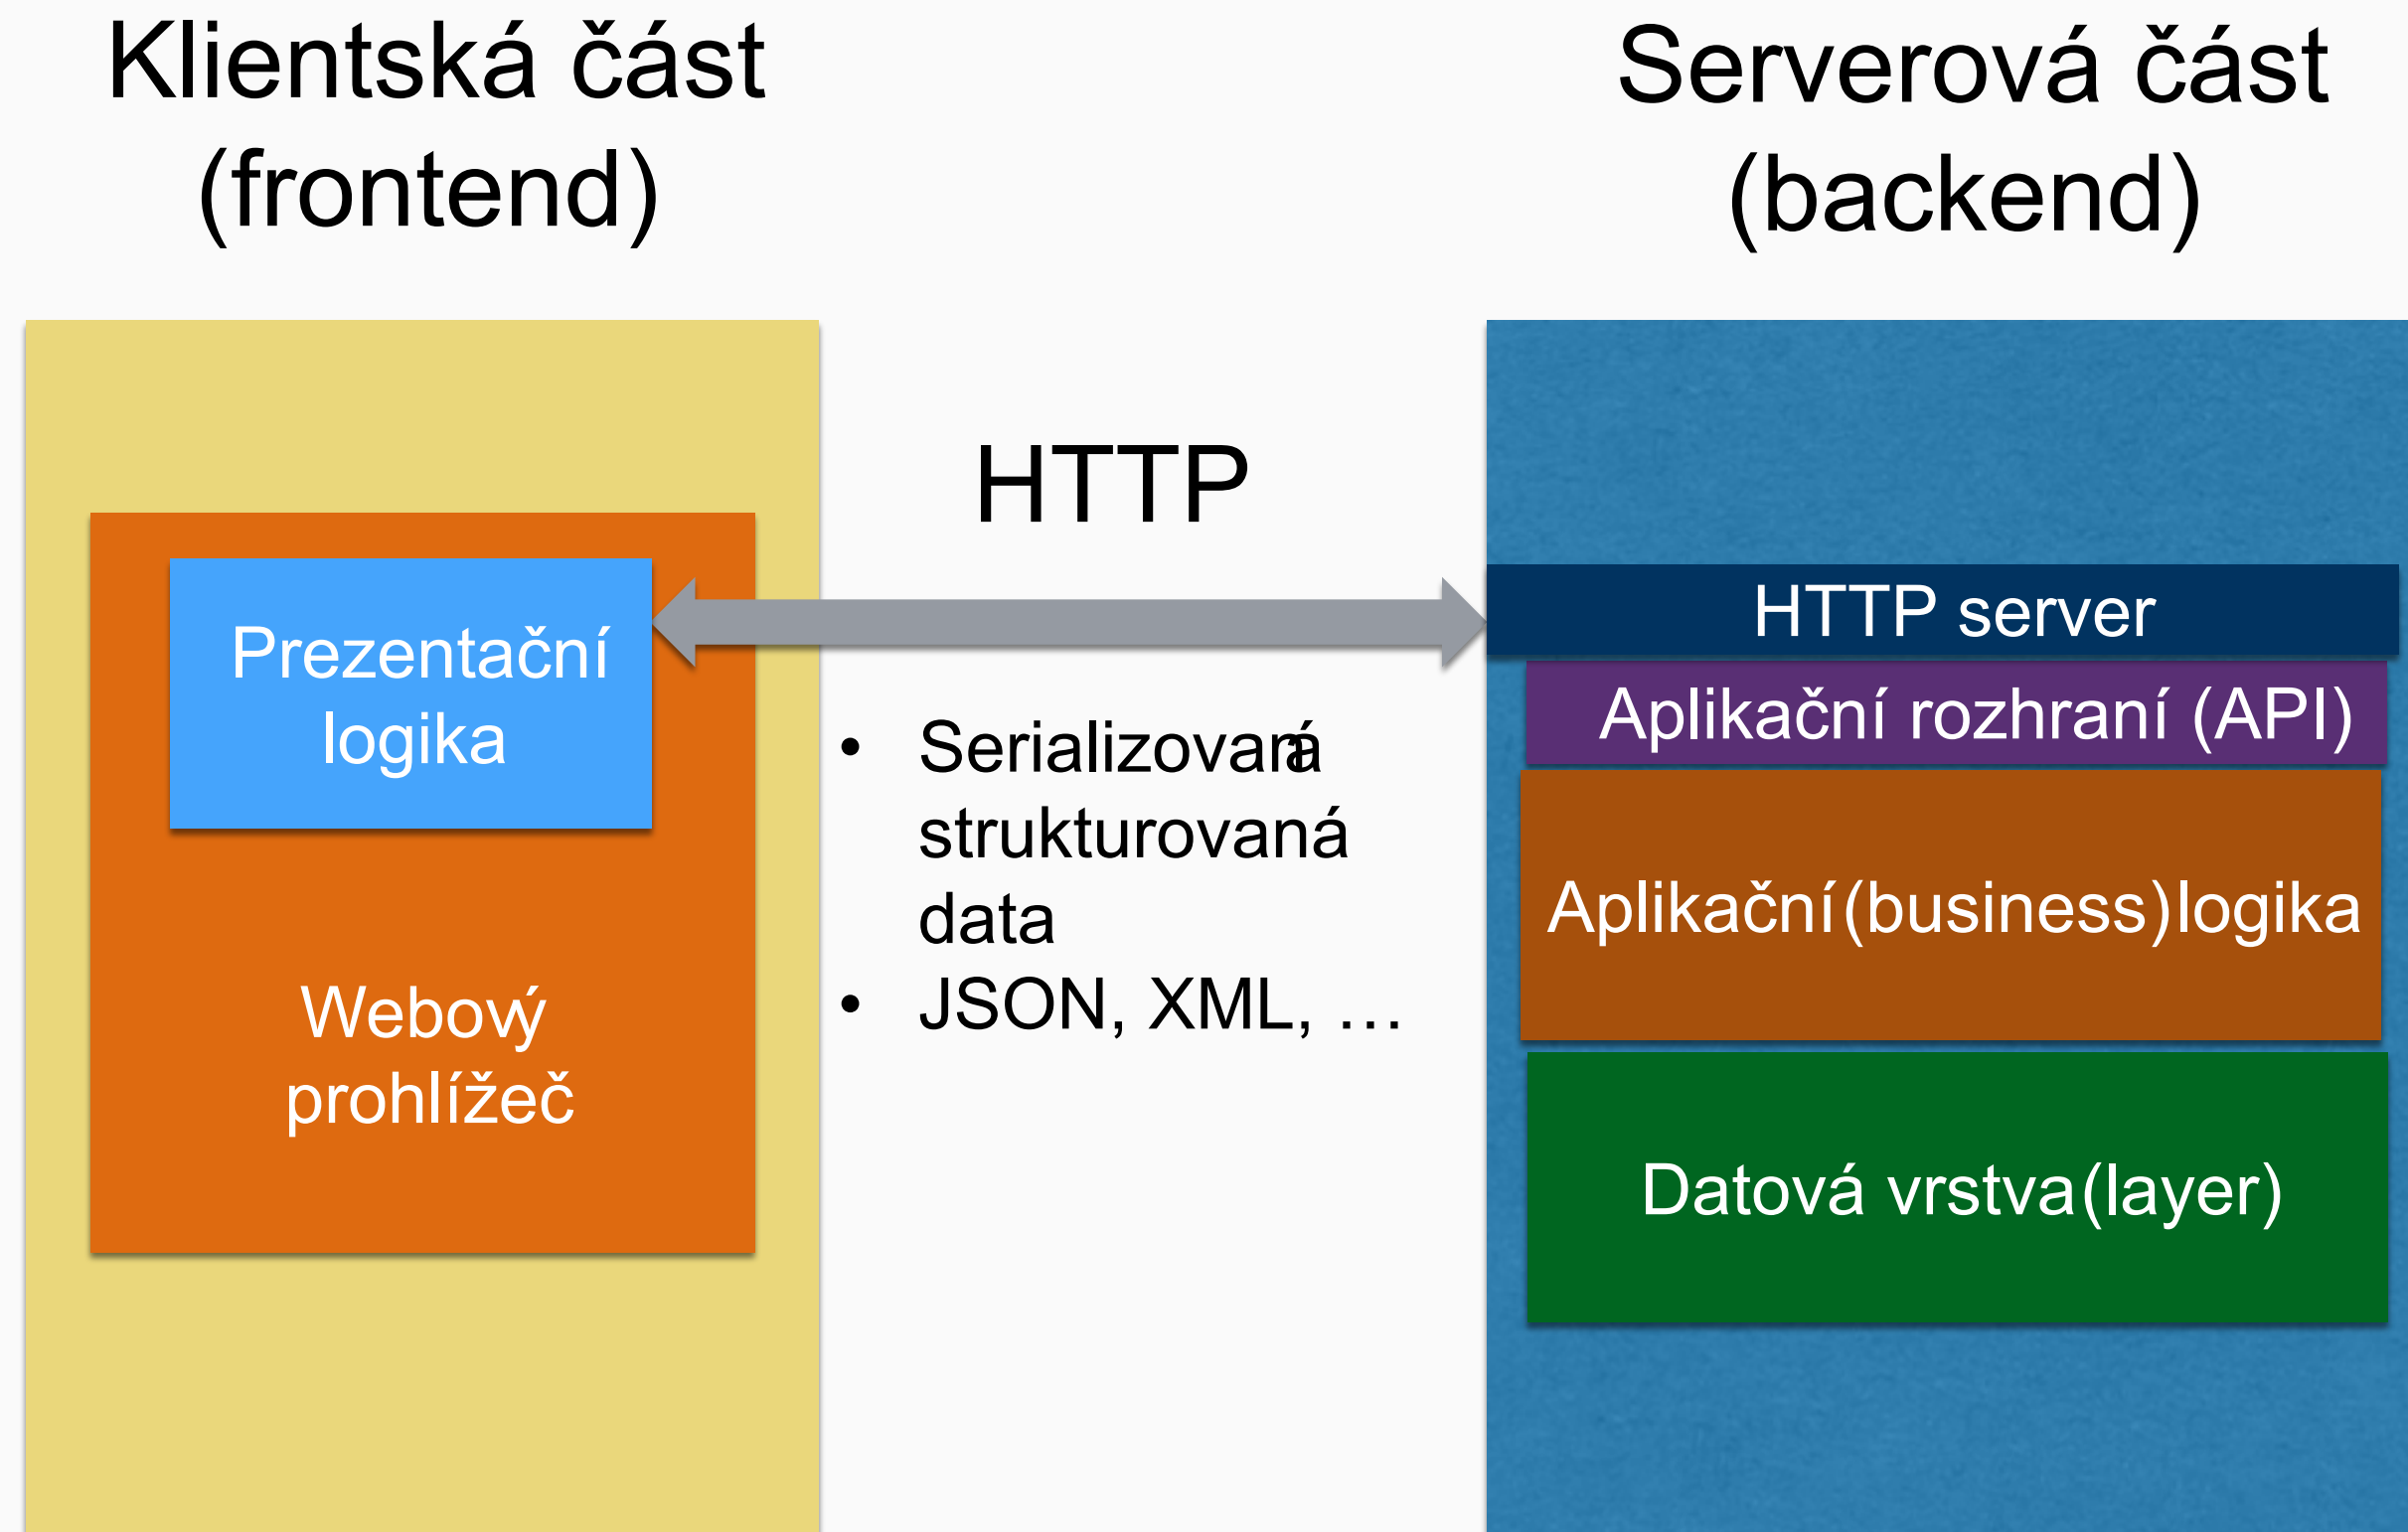 Klientská část
(frontend)
Serverová část
(backend)
HTTP
Prezentační
logika
Webový
prohlížeč
• Serializovaná
strukturovaná
data
• JSON, XML, …
HTTP server
Aplikační rozhraní (API)
Aplikační (business) logika
Datová vrstva (layer)